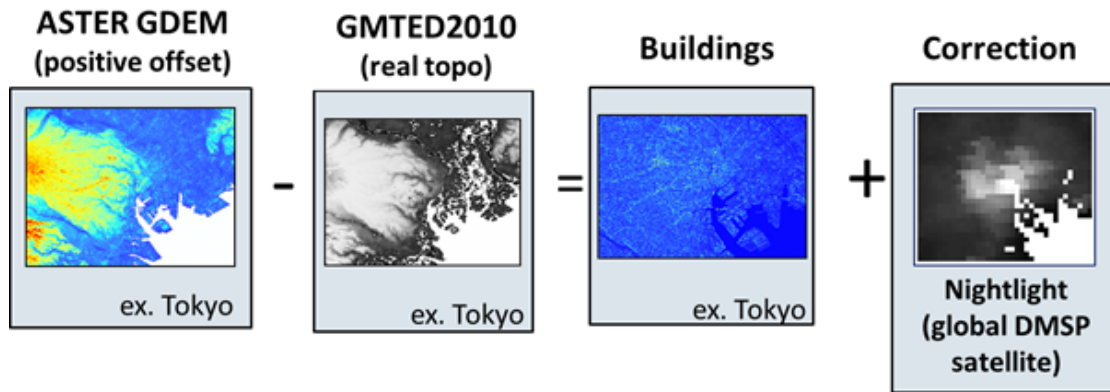 ASTER GDEM
(positive offset)
GMTED2010
(real topo)
Buildings
Correction
-
=
+
ex. Tokyo
ex. Tokyo
ex. Tokyo
Nightlight
(global DMSP
satellite)